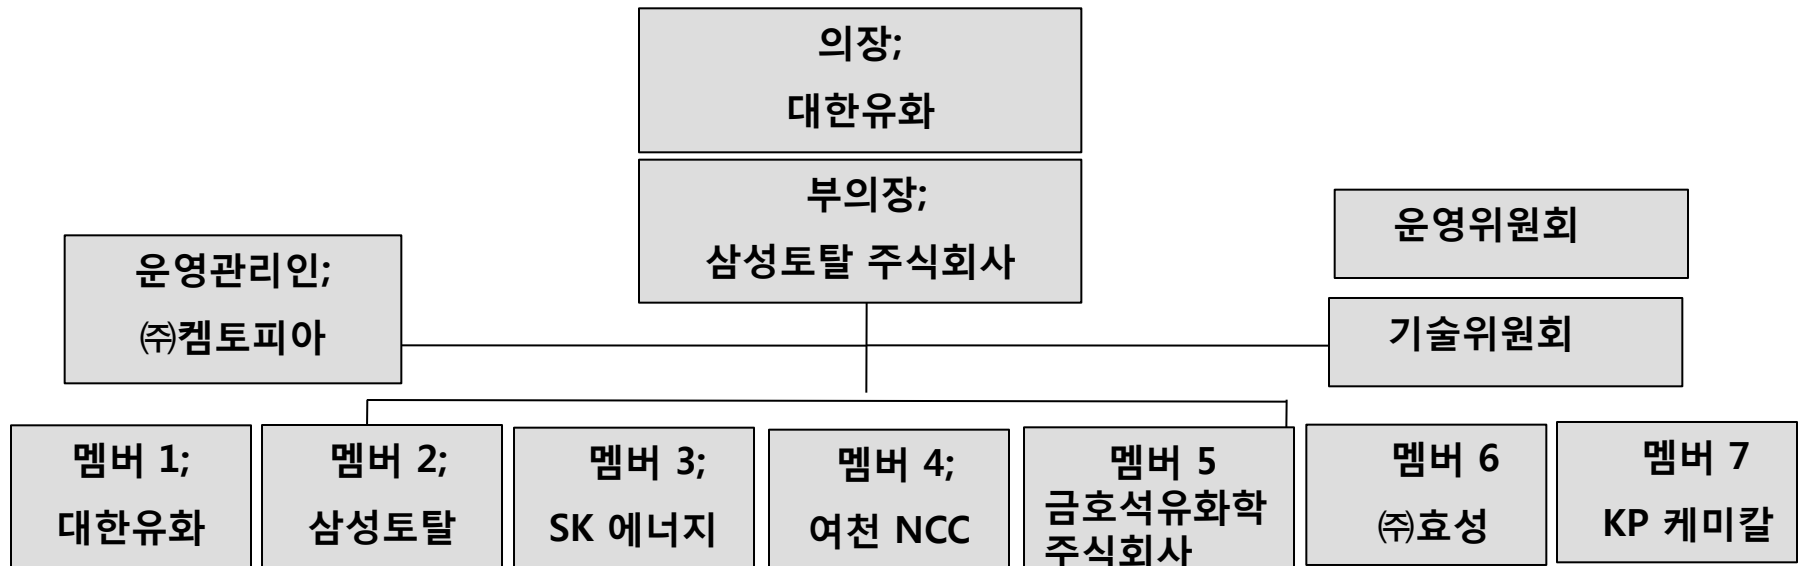 의장;
대한유화
부의장;
삼성토탈 주식회사
운영위원회
운영관리인;
㈜켐토피아
기술위원회
멤버 1;
대한유화
멤버 2;
삼성토탈
멤버 3;
SK 에너지
멤버 4;
여천 NCC
멤버 5
금호석유화학
주식회사
멤버 6
㈜효성
멤버 7
KP 케미칼